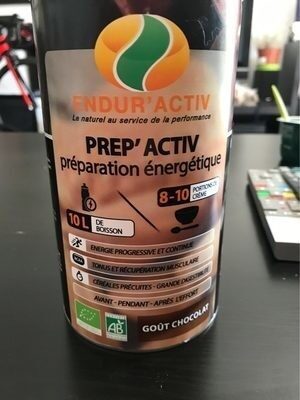 ENDUR'ACTIV
Le naturel au service de la performance
PREP' ACTIV
préparation énergétique
10 L DE BOISSON
8-10 PORTIONS DE CRÈME
ENERGIE PROGRESSIVE ET CONTINUE
TONUS ET RÉCUPÉRATION MUSCULAIRE
CÉRÉALES PRÉCUITES - GRANDE DIGESTIBILITÉ
AVANT - PENDANT - APRÈS L'EFFORT
AB
GOÛT CHOCOLAT